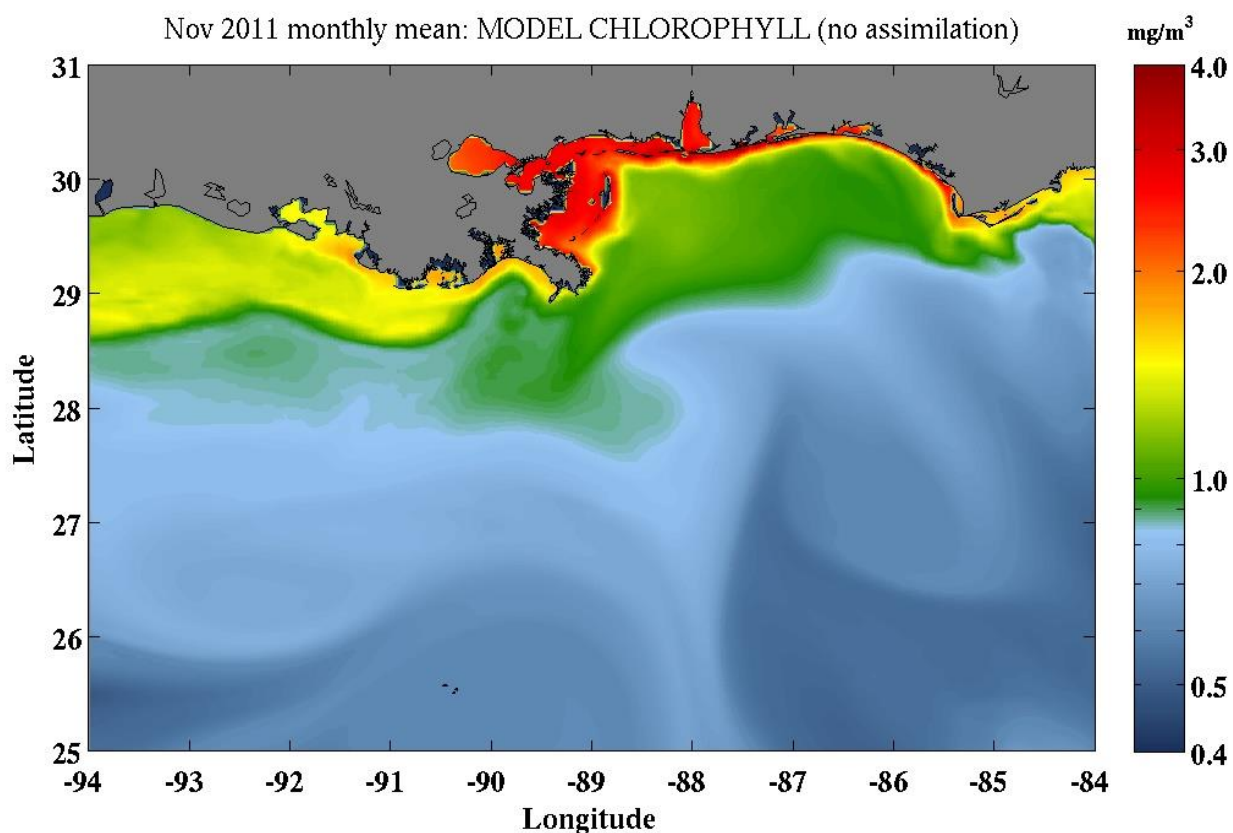 Nov 2011 monthly mean: MODEL CHLOROPHYLL (no assimilation)
mg/m³
31
30
29
28
27
26
25
Latitude
-94 -93 -92 -91 -90 -89 -88 -87 -86 -85 -84
Longitude
4.0
3.0
2.0
1.0
0.5
0.4